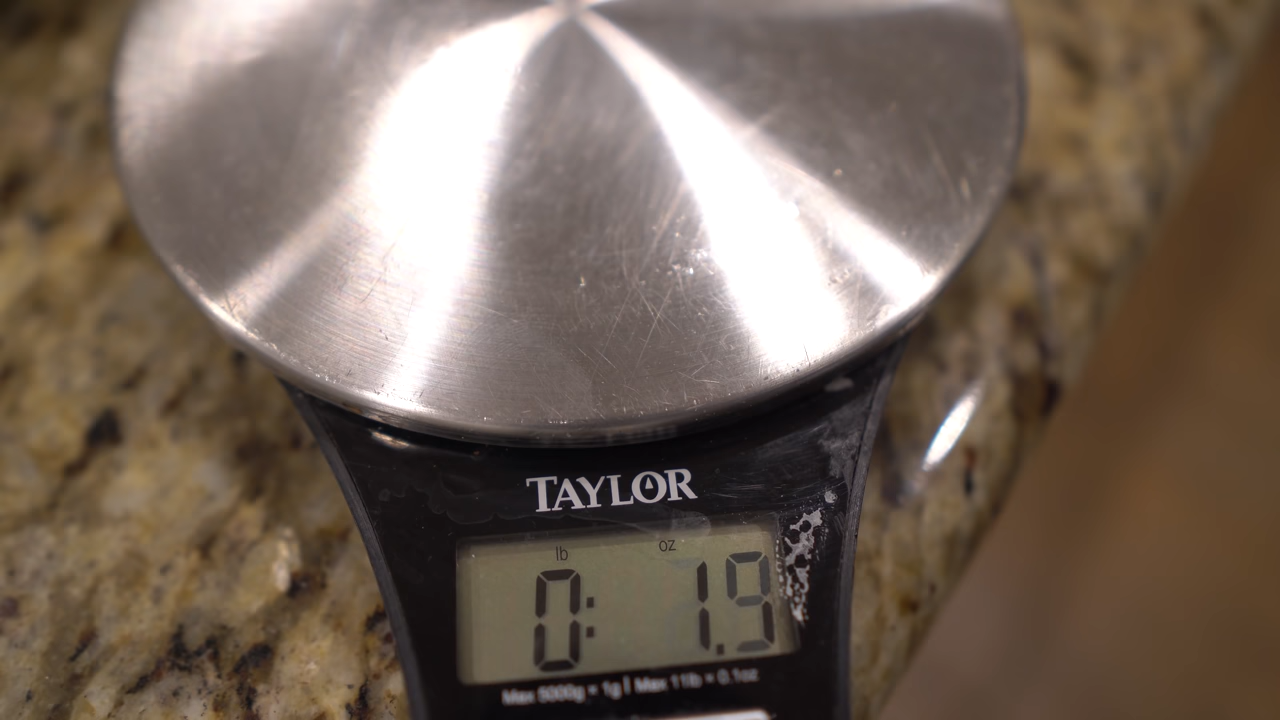 TAYLOR
lb oz
0: 1.9
Max 5000g = 1g | Max 11lb = 0.1oz